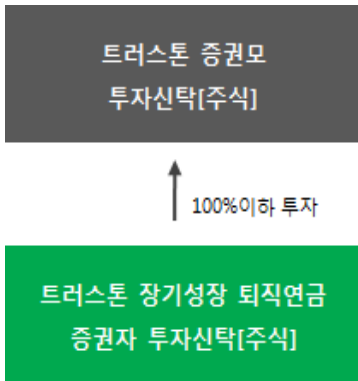 트러스톤 증권모
투자신탁[주식]
100%이하 투자
트러스톤 장기성장 퇴직연금
증권자 투자신탁[주식]